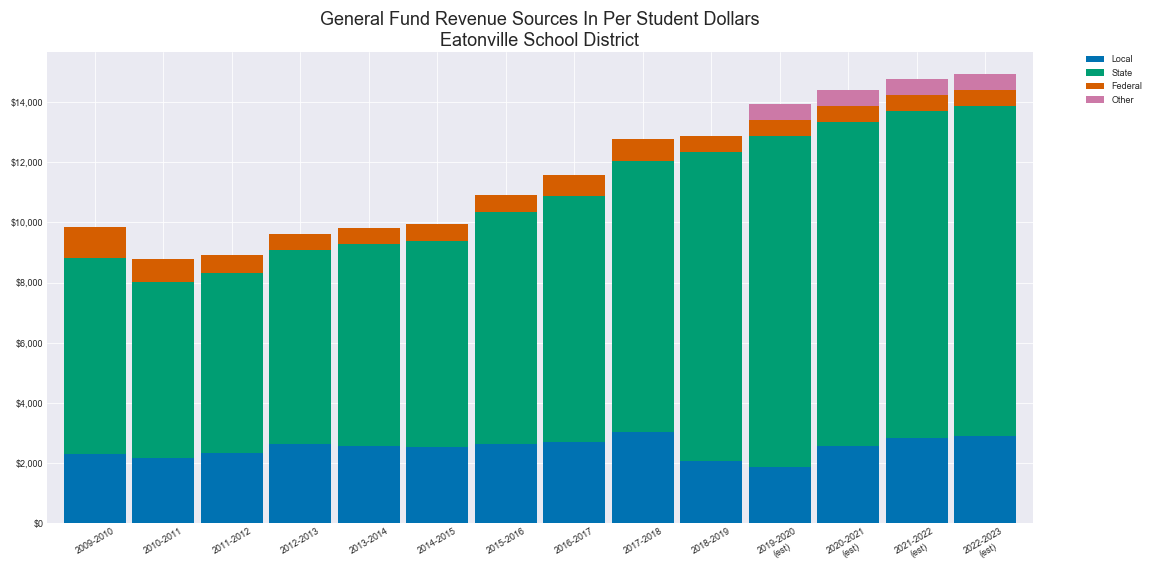 General Fund Revenue Sources In Per Student Dollars
Eatonville School District
Local
State
Federal
Other
$14,000
$12,000
$10,000
$8,000
$6,000
$4,000
$2,000
$0
2009-2010
2010-2011
2011-2012
2012-2013
2013-2014
2014-2015
2015-2016
2016-2017
2017-2018
2018-2019
2019-2020
(est)
2020-2021
(est)
2021-2022
(est)
2022-2023
(est)